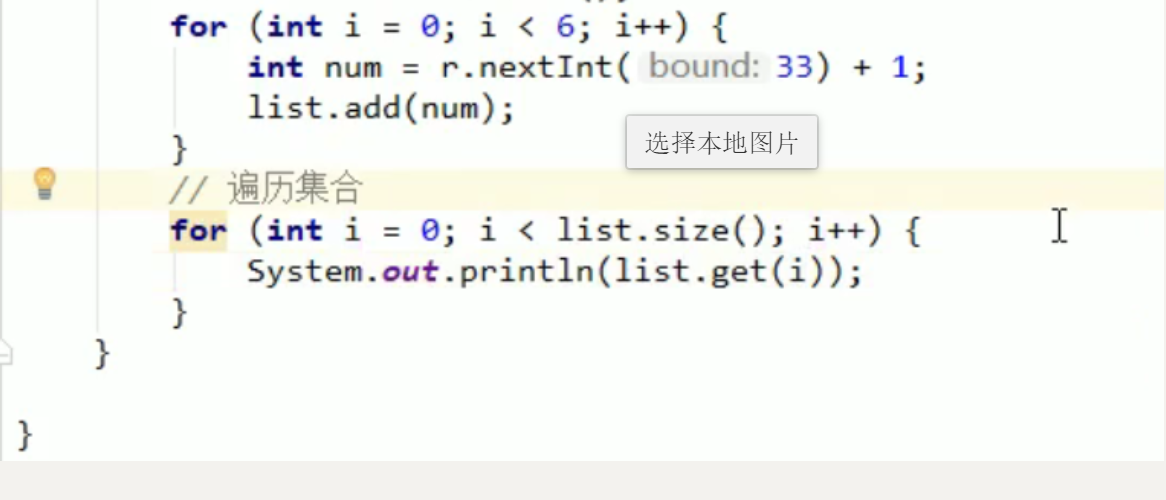 for (int i = 0; i < 6; i++) {
int num = r.nextInt( bound: 33) + 1;
list.add(num);
选择本地图片
}
// 遍历集合
for (int i = 0; i < list.size(); i++) {
System.out.println(list.get(i));
}
}
}